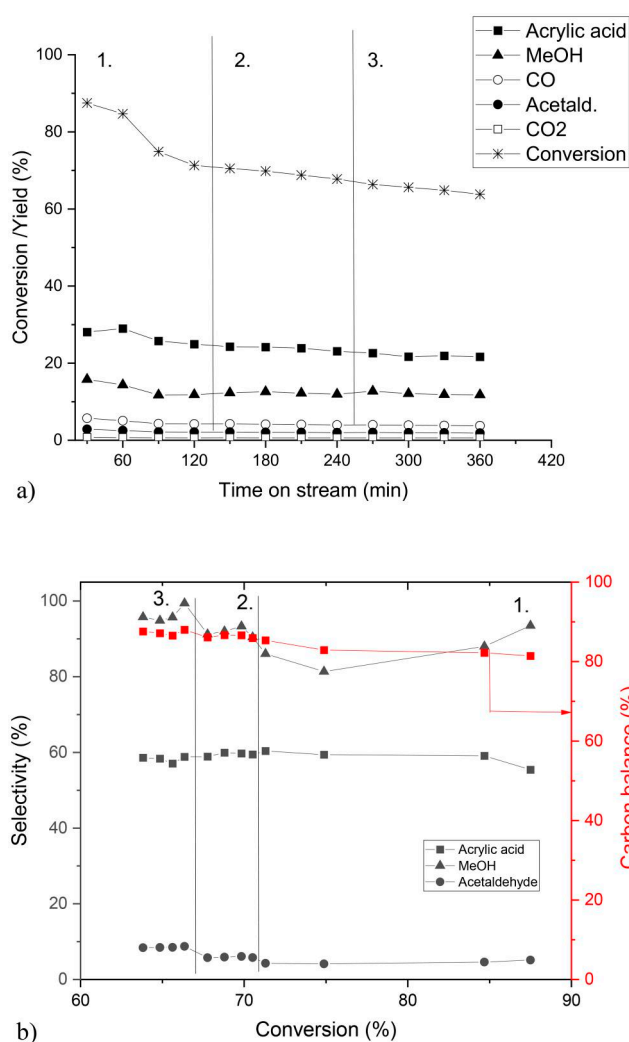 100
80
60
40
20
0
Conversion /Yield (%)
1.
2.
3.
Acrylic acid
MeOH
CO
Acetald.
CO2
Conversion
60 120 180 240 300 360 420
Time on stream (min)
a)
100
80
60
40
20
0
Selectivity (%)
3.
2.
1.
Acrylic acid
MeOH
Acetaldehyde
100
80
60
40
20
0
Carbon balance (%)
60 70 80 90
Conversion (%)
b)